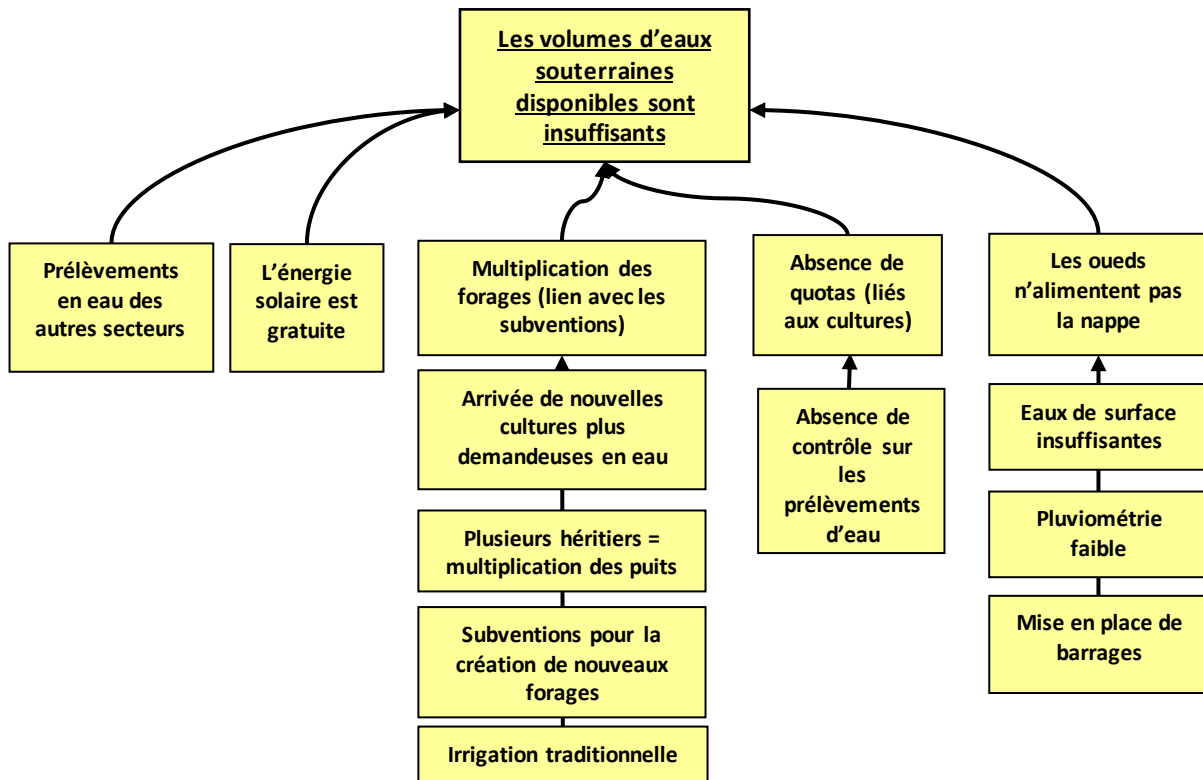 Les volumes d'eaux
souterraines
disponibles sont
insuffisants
Prélèvements
en eau des
autres secteurs
L'énergie
solaire est
gratuite
Multiplication des
forages (lien avec les
subventions)
Absence de
quotas (liés
aux cultures)
Les oueds
n'alimentent pas
la nappe
Arrivée de nouvelles
cultures plus
demandeuses en eau
Plusieurs héritiers =
multiplication des puits
Subventions pour la
création de nouveaux
forages
Irrigation traditionnelle
Absence de
contrôle sur
les
prélèvements
d'eau
Eaux de surface
insuffisantes
Pluviométrie
faible
Mise en place de
barrages